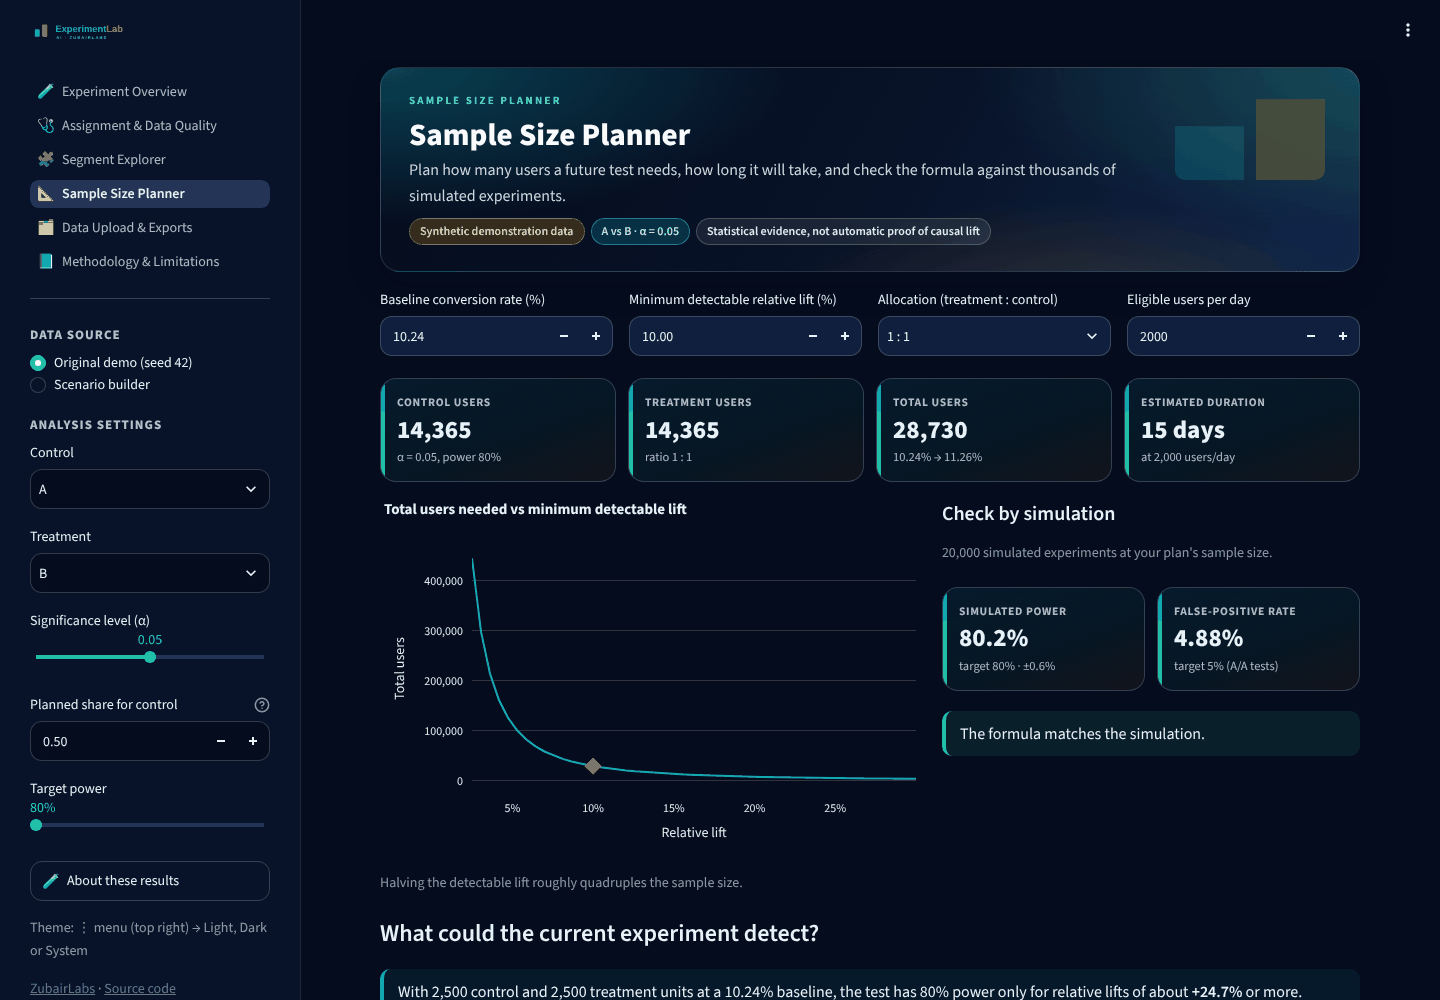 ExperimentLab
AI · ZUBAIRLABS
Experiment Overview
Assignment & Data Quality
Segment Explorer
Sample Size Planner
Data Upload & Exports
Methodology & Limitations
DATA SOURCE
Original demo (seed 42)
Scenario builder
ANALYSIS SETTINGS
Control
A
Treatment
B
Significance level (α)
0.05
Planned share for control
0.50
Target power
80%
About these results
Theme: ⋮ menu (top right) → Light, Dark
or System
ZubairLabs · Source code
SAMPLE SIZE PLANNER
Sample Size Planner
Plan how many users a future test needs, how long it will take, and check the formula against thousands of
simulated experiments.
Synthetic demonstration data
A vs B · α = 0.05
Statistical evidence, not automatic proof of causal lift
Baseline conversion rate (%)
10.24
Minimum detectable relative lift (%)
10.00
Allocation (treatment : control)
1 : 1
Eligible users per day
2000
CONTROL USERS
14,365
α = 0.05, power 80%
TREATMENT USERS
14,365
ratio 1 : 1
TOTAL USERS
28,730
10.24% → 11.26%
ESTIMATED DURATION
15 days
at 2,000 users/day
Total users needed vs minimum detectable lift
Total users
400,000
300,000
200,000
100,000
0
5% 10% 15% 20% 25%
Relative lift
Halving the detectable lift roughly quadruples the sample size.
Check by simulation
20,000 simulated experiments at your plan's sample size.
SIMULATED POWER
80.2%
target 80% · ±0.6%
FALSE-POSITIVE RATE
4.88%
target 5% (A/A tests)
The formula matches the simulation.
What could the current experiment detect?
With 2,500 control and 2,500 treatment units at a 10.24% baseline, the test has 80% power only for relative lifts of about +24.7% or more.